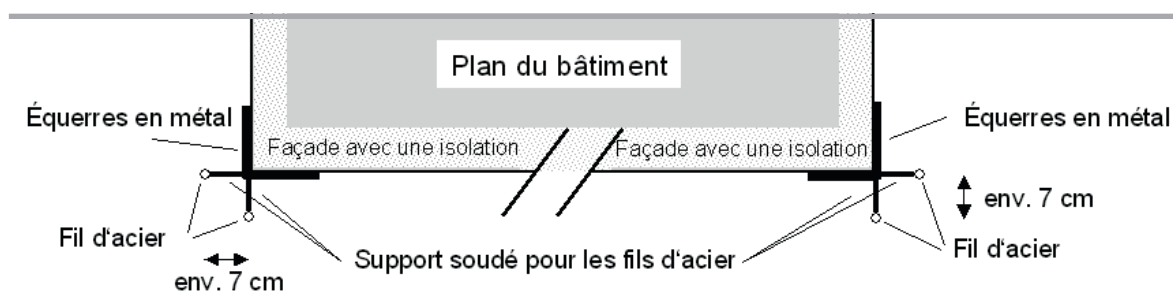 Plan du bâtiment
Équerres en métal
Équerres en métal
Façade avec une isolation
Façade avec une isolation
env. 7 cm
Fil d'acier
Support soudé pour les fils d'acier
Fil d'acier
env. 7 cm